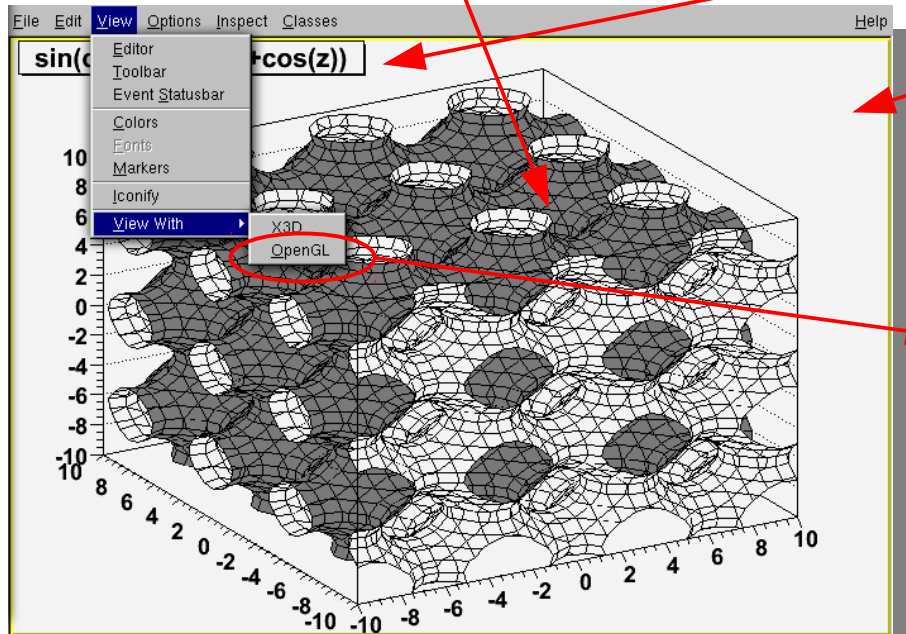 File Edit View Options Inspect Classes Help
sin( +cos(z))
Editor
Toolbar
Event Statusbar
Colors
Fonts
Markers
Iconify
View With
X3D
OpenGL
10
8
6
4
2
0
-2
-4
-6
-8
-10
10
8
6
4
2
0
-2
-4
-6
-8
-10
-10
-8
-6
-4
-2
0
2
4
6
8
10